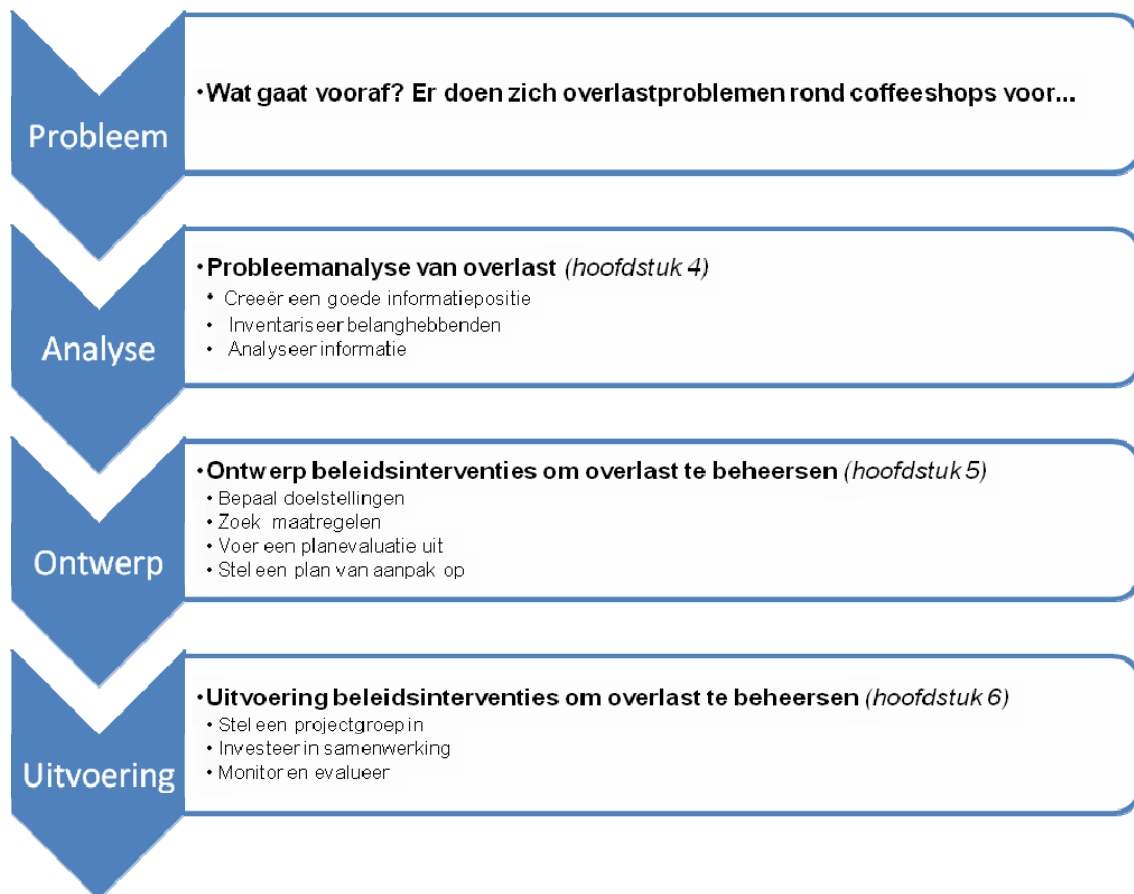 Probleem
•Wat gaat vooraf? Er doen zich overlastproblemen rond coffeeshops voor...
Analyse
•Probleemanalyse van overlast (hoofdstuk 4)
• Creeër een goede informatiepositie
• Inventariseer belanghebbenden
• Analyseer informatie
Ontwerp
•Ontwerp beleidsinterventies om overlast te beheersen (hoofdstuk 5)
• Bepaal doelstellingen
• Zoek maatregelen
• Voer een planevaluatie uit
• Stel een plan van aanpak op
Uitvoering
•Uitvoering beleidsinterventies om overlast te beheersen (hoofdstuk 6)
• Stel een projectgroep in
• Investeer in samenwerking
• Monitor en evalueer